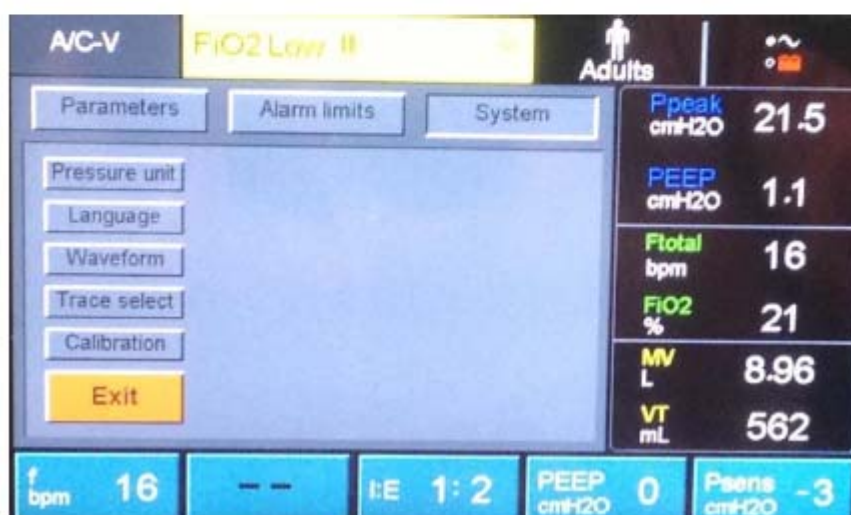 A/C-V FiO2 Low !!
Adults
Parameters Alarm limits System
Pressure unit
Language
Waveform
Trace select
Calibration
Exit
Ppeak cmH2O 21.5
PEEP cmH2O 1.1
Ftotal bpm 16
FiO2 % 21
MV L 8.96
VT mL 562
f bpm 16
-- 
I:E 1:2
PEEP cmH2O 0
Psens cmH2O -3